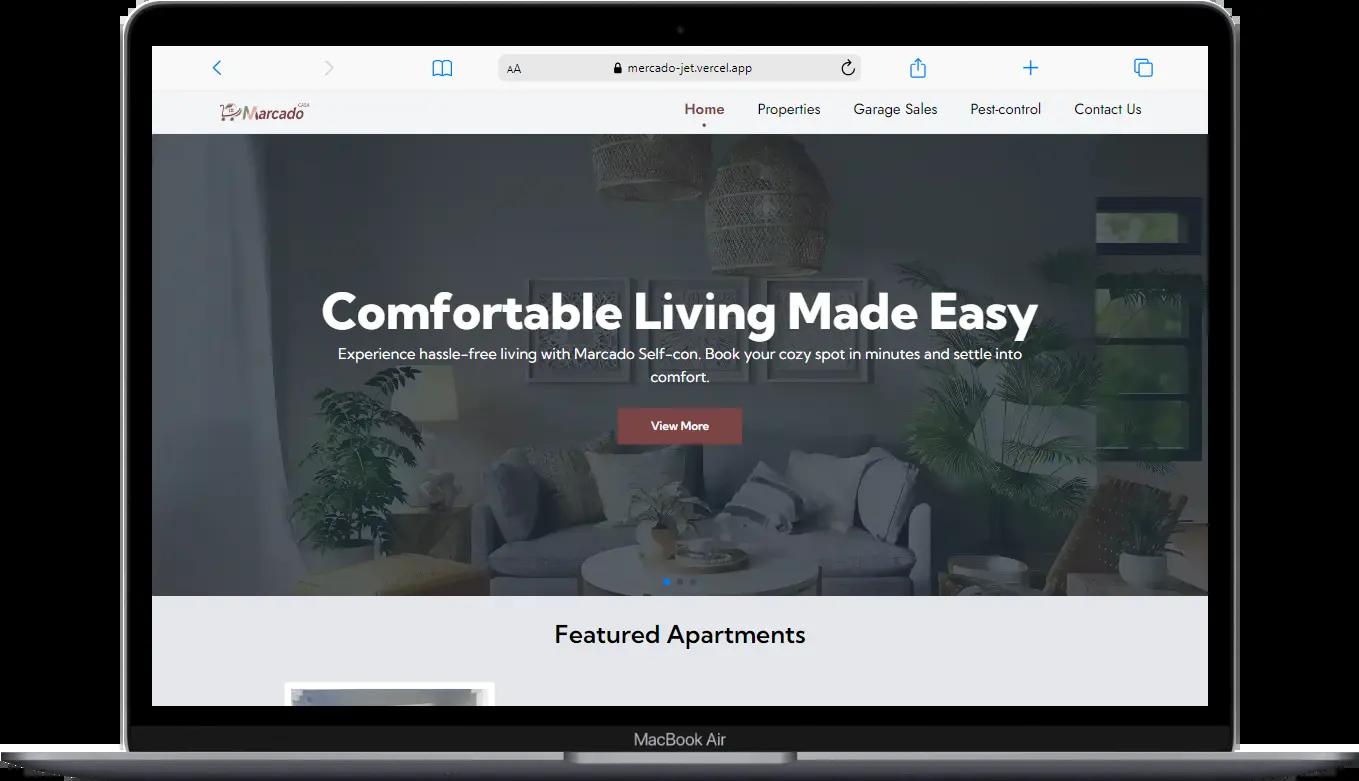 AA mercado-jet.vercel.app
CASA
Marcado
Home Properties Garage Sales Pest-control Contact Us
Comfortable Living Made Easy
Experience hassle-free living with Marcado Self-con. Book your cozy spot in minutes and settle into
comfort.
View More
Featured Apartments
MacBook Air